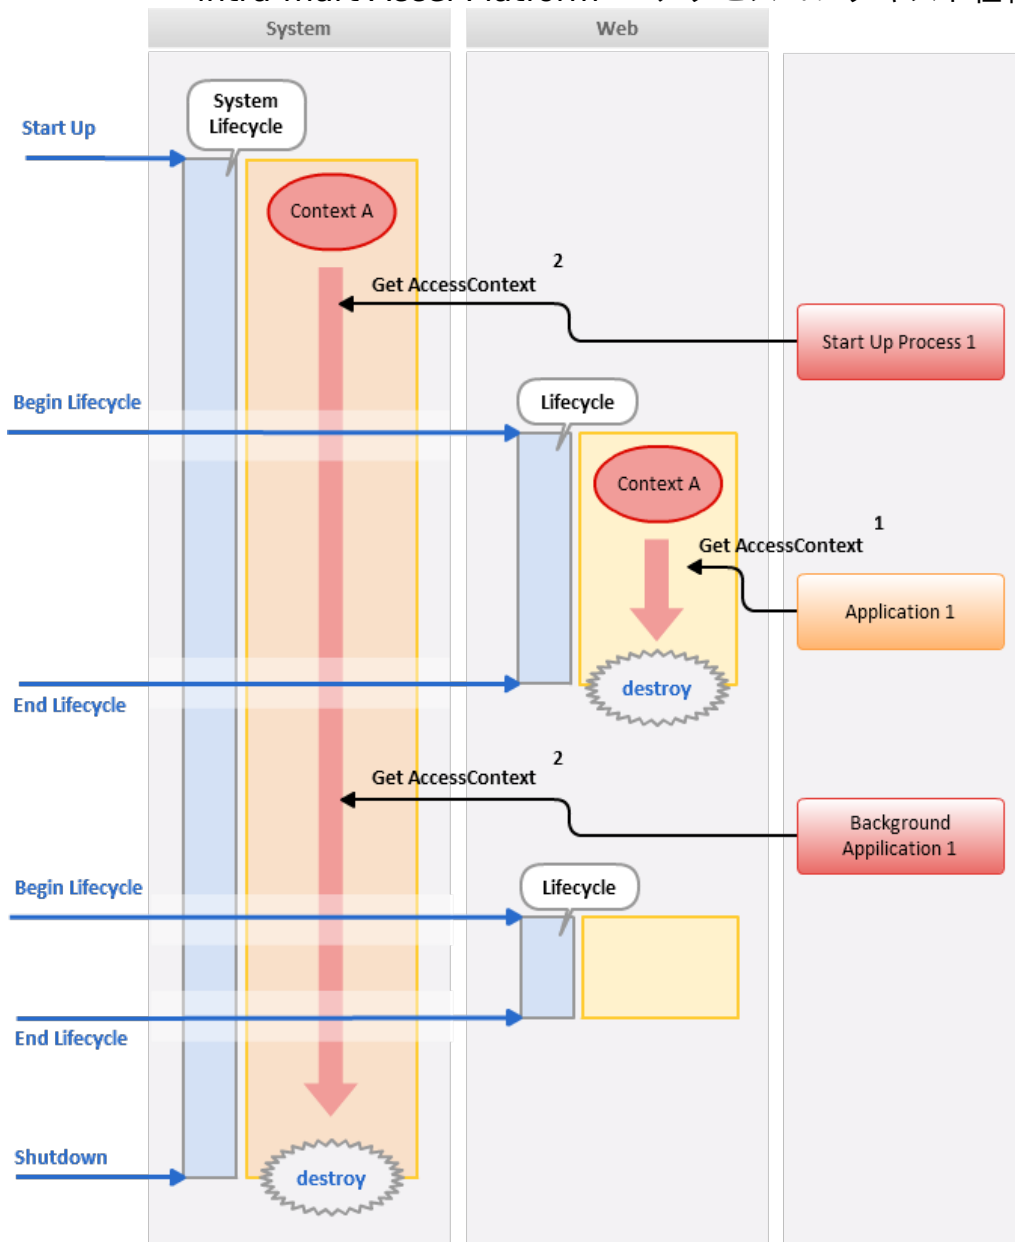 System
Web
System
Lifecycle
Start Up
Context A
2
Get AccessContext
Start Up Process 1
Begin Lifecycle
Lifecycle
Context A
1
Get AccessContext
Application 1
destroy
End Lifecycle
2
Get AccessContext
Background
Appilication 1
Begin Lifecycle
Lifecycle
End Lifecycle
Shutdown
destroy